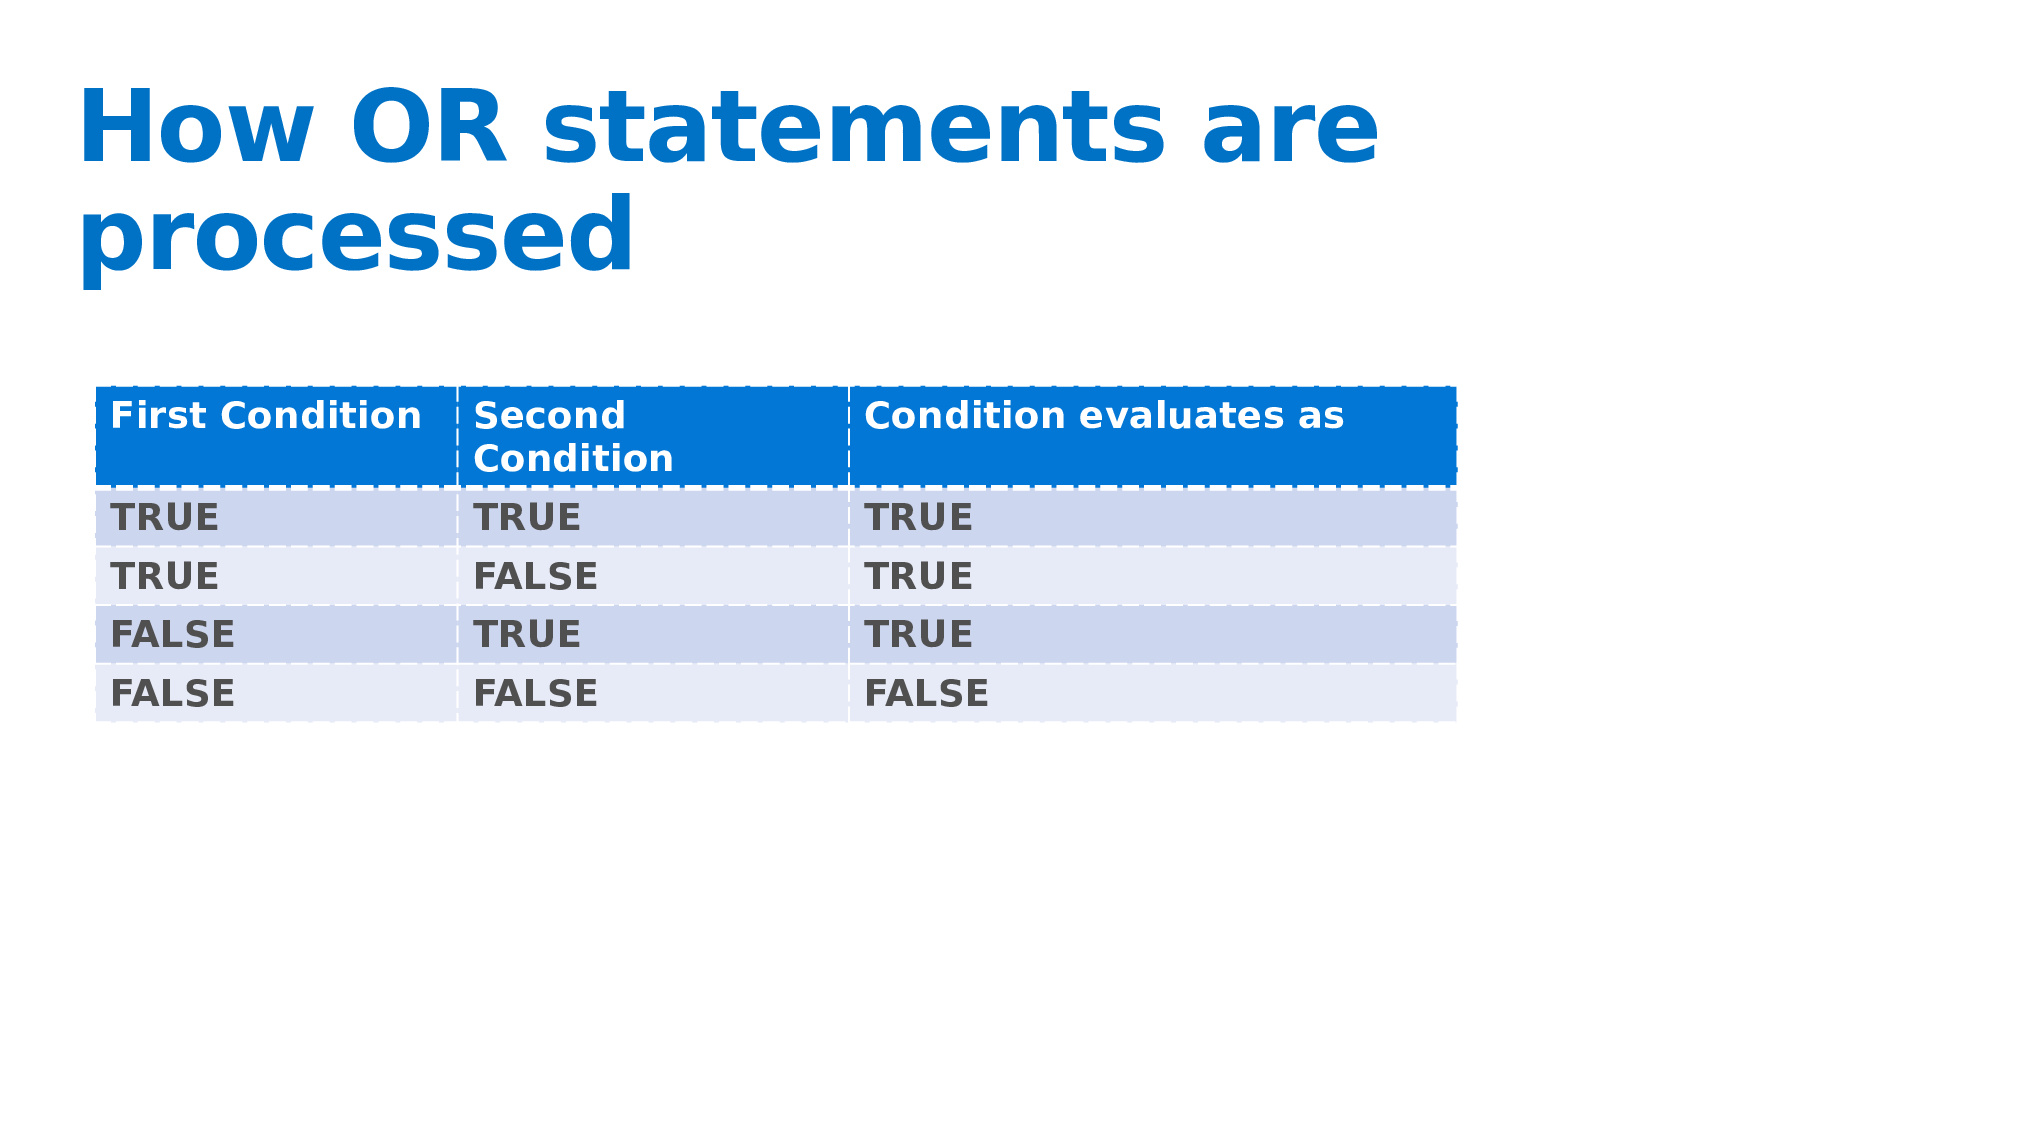 How OR statements are
processed
First Condition Second Condition Condition evaluates as
TRUE TRUE TRUE
TRUE FALSE TRUE
FALSE TRUE TRUE
FALSE FALSE FALSE